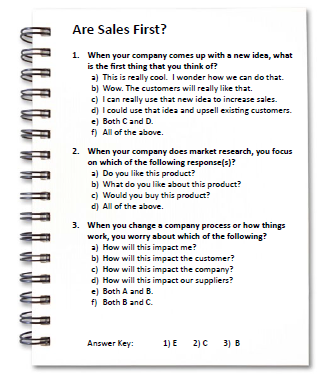 Are Sales First?
1. When your company comes up with a new idea, what
is the first thing that you think of?
a) This is really cool. I wonder how we can do that.
b) Wow. The customers will really like that.
c) I can really use that new idea to increase sales.
d) I could use that idea and upsell existing customers.
e) Both C and D.
f) All of the above.
2. When your company does market research, you focus
on which of the following response(s)?
a) Do you like this product?
b) What do you like about this product?
c) Would you buy this product?
d) All of the above.
3. When you change a company process or how things
work, you worry about which of the following?
a) How will this impact me?
b) How will this impact the customer?
c) How will this impact the company?
d) How will this impact our suppliers?
e) Both A and B.
f) Both B and C.
Answer Key: 1) E 2) C 3) B